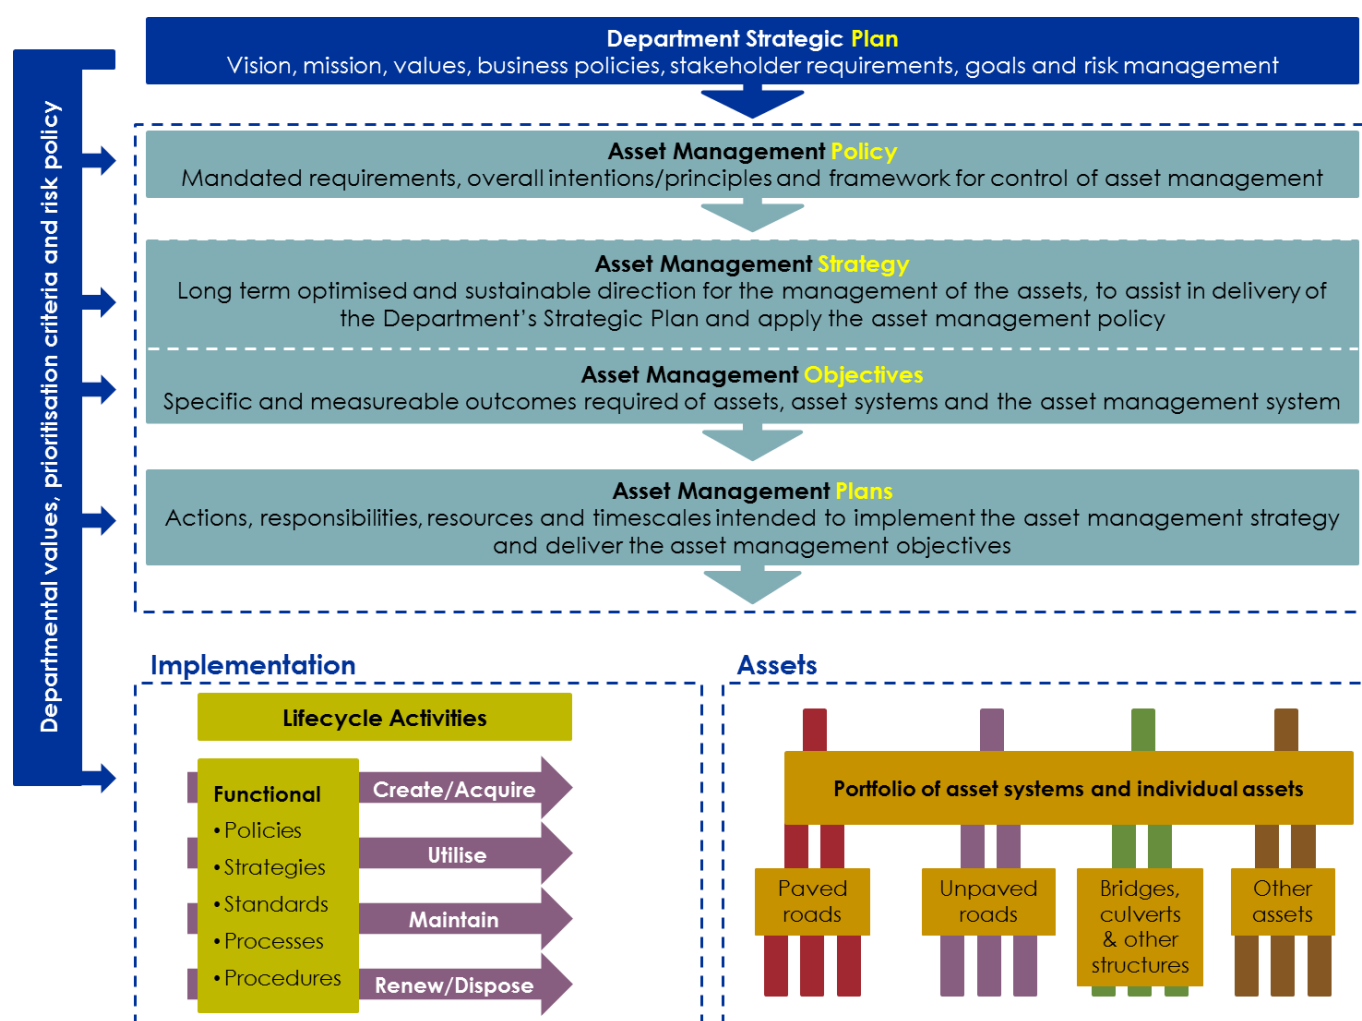 Department Strategic Plan
Vision, mission, values, business policies, stakeholder requirements, goals and risk management
Departmental values, prioritisation criteria and risk policy
Asset Management Policy
Mandated requirements, overall intentions/principles and framework for control of asset management
Asset Management Strategy
Long term optimised and sustainable direction for the management of the assets, to assist in delivery of
the Department's Strategic Plan and apply the asset management policy
Asset Management Objectives
Specific and measureable outcomes required of assets, asset systems and the asset management system
Asset Management Plans
Actions, responsibilities, resources and timescales intended to implement the asset management strategy
and deliver the asset management objectives
Implementation
Lifecycle Activities
Functional
• Policies
• Strategies
• Standards
• Processes
• Procedures
Create/Acquire
Utilise
Maintain
Renew/Dispose
Assets
Portfolio of asset systems and individual assets
Paved
roads
Unpaved
roads
Bridges,
culverts
& other
structures
Other
assets